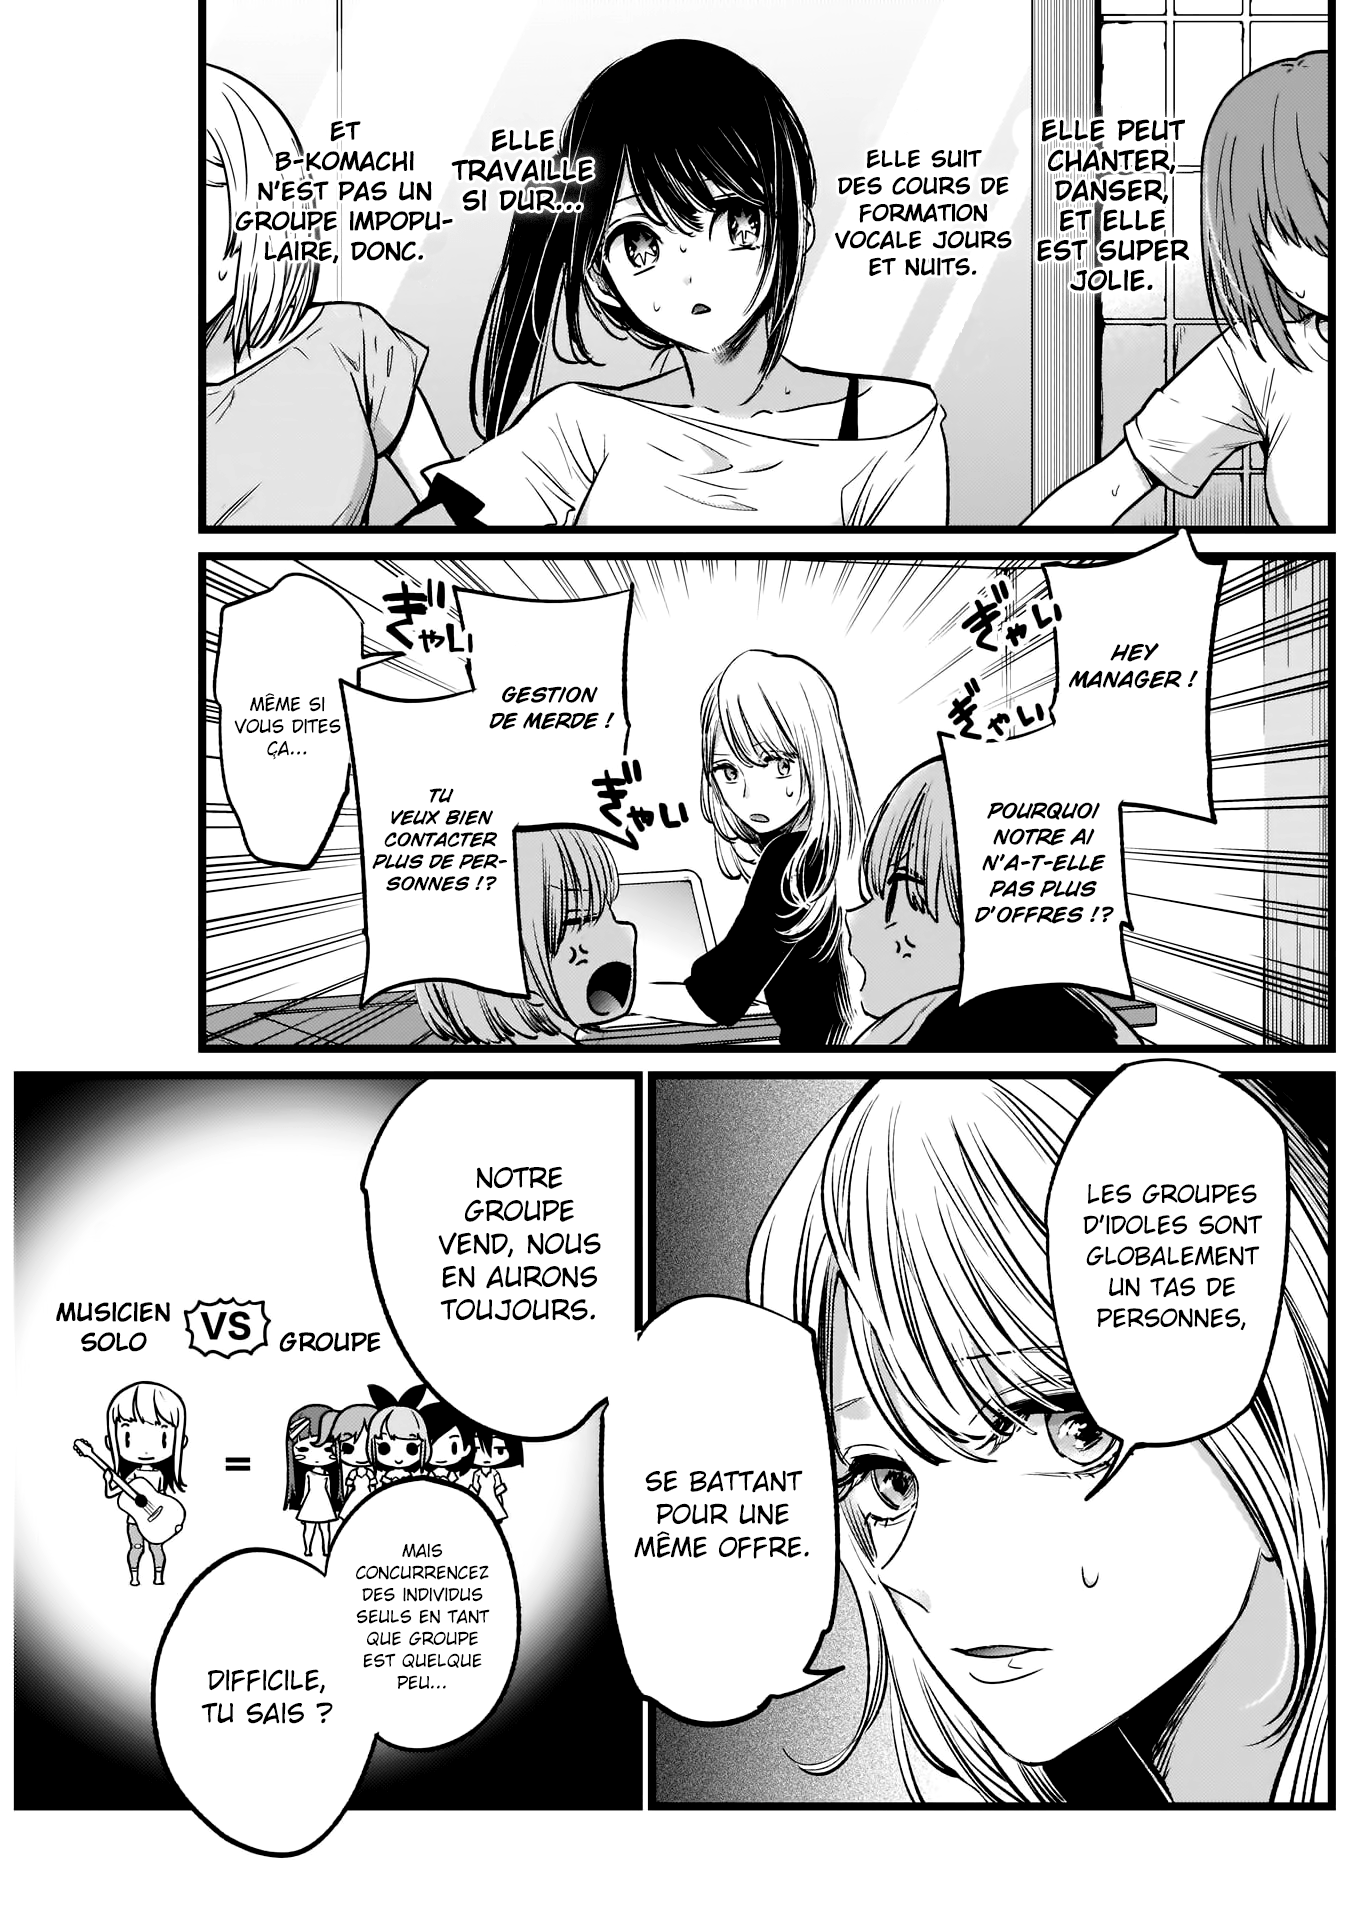 ELLE PEUT
CHANTER,
DANSER,
ET ELLE
EST SUPER
JOLIE.
ELLE SUIT
DES COURS DE
FORMATION
VOCALE JOURS
ET NUITS.
ELLE
TRAVAILLE
SI DUR...
ET
B-KOMACHI
N'EST PAS UN
GROUPE IMPOPU-
LAIRE, DONC.
HEY
MANAGER !
ぎゃい
ぎゃい
POURQUOI
NOTRE AI
N'A-T-ELLE
PAS PLUS
D'OFFRES !?
GESTION
DE MERDE !
ぎゃい
ぎゃい
TU
VEUX BIEN
CONTACTER
PLUS DE PER-
SONNES !?
MÊME SI
VOUS DITES
ÇA...
LES GROUPES
D'IDOLES SONT
GLOBALEMENT
UN TAS DE
PERSONNES,
SE BATTANT
POUR UNE
MÊME OFFRE.
NOTRE
GROUPE
VEND, NOUS
EN AURONS
TOUJOURS.
MUSICIEN
SOLO
VS
GROUPE
=
MAIS
CONCURRENCEZ
DES INDIVIDUS
SEULS EN TANT
QUE GROUPE
EST QUELQUE
PEU...
DIFFICILE,
TU SAIS ?